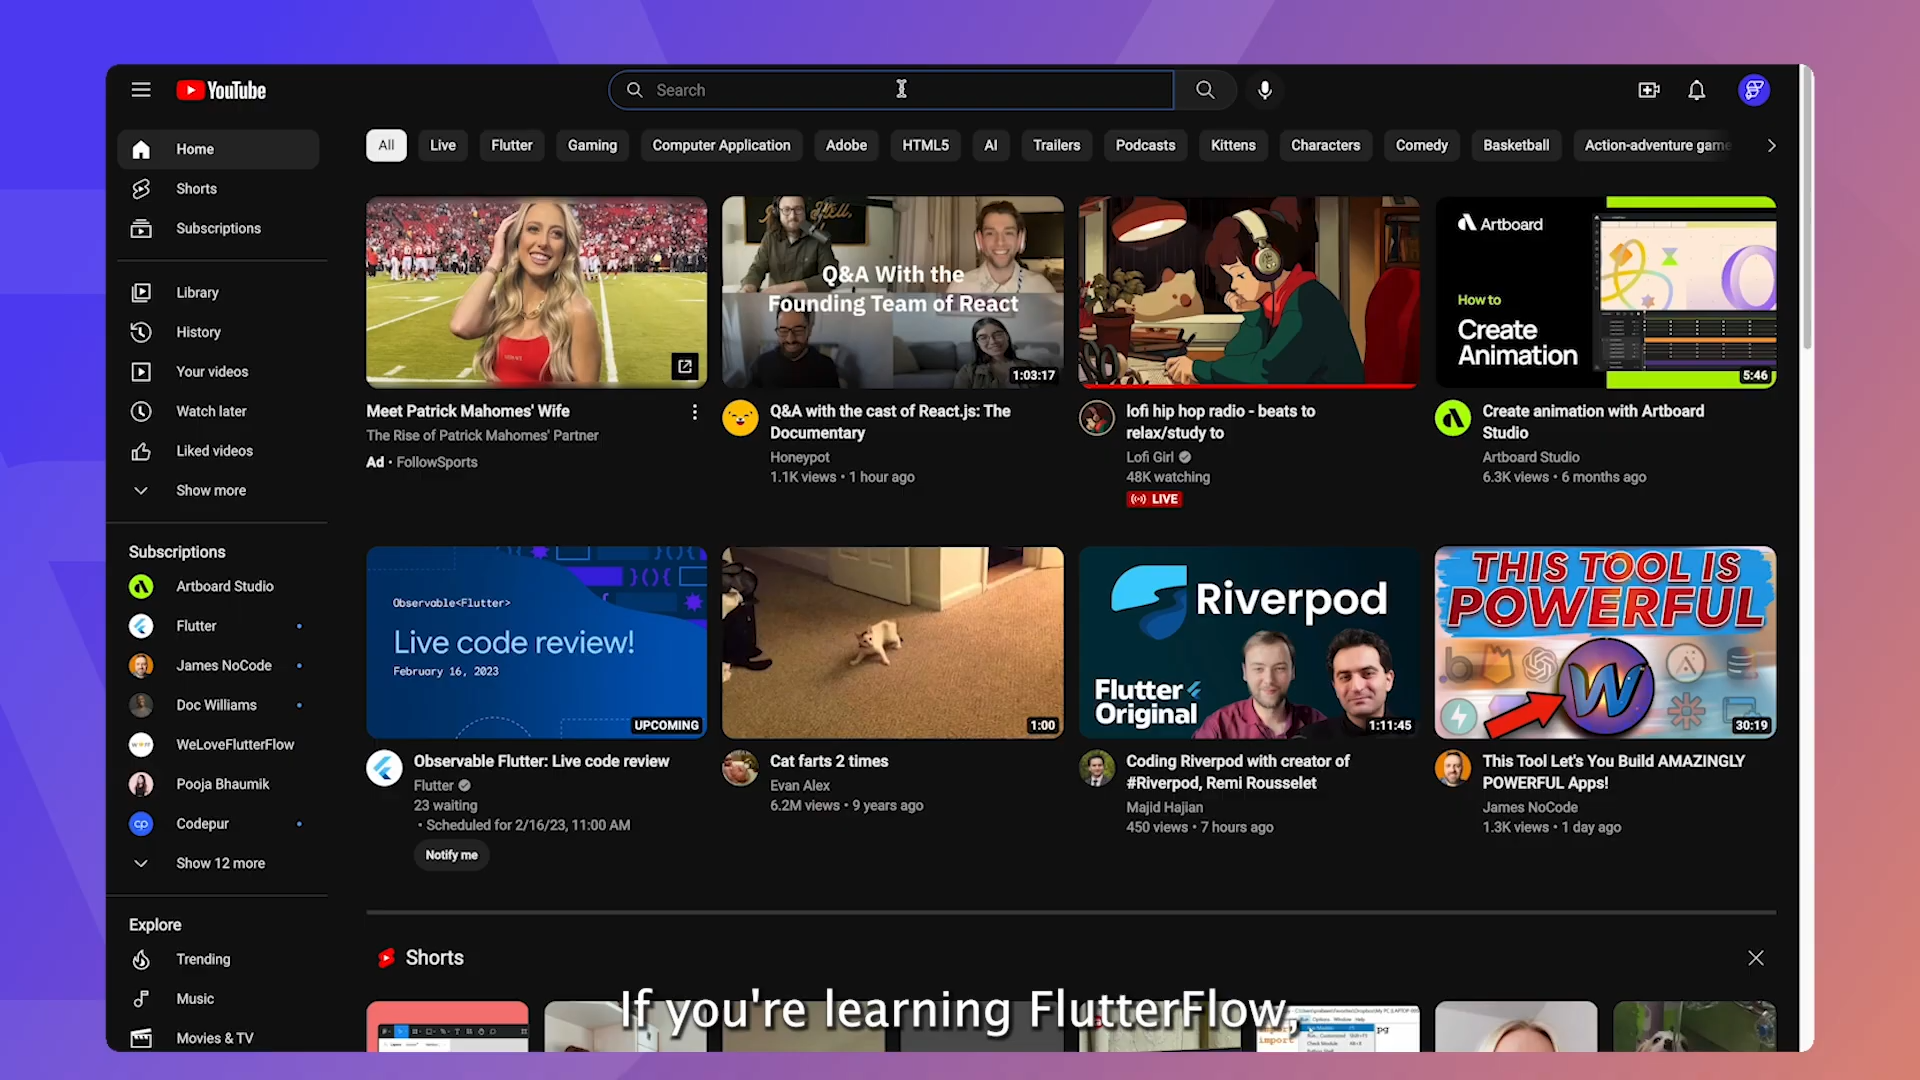 YouTube
Search
Home
Shorts
Subscriptions
Library
History
Your videos
Watch later
Liked videos
Show more
Subscriptions
Artboard Studio
Flutter
James NoCode
Doc Williams
WeLoveFlutterFlow
Pooja Bhaumik
Codepur
Show 12 more
Explore
Trending
Music
Movies & TV
All
Live
Flutter
Gaming
Computer Application
Adobe
HTML5
AI
Trailers
Podcasts
Kittens
Characters
Comedy
Basketball
Action-adventure game
Meet Patrick Mahomes' Wife
The Rise of Patrick Mahomes' Partner
Ad • FollowSports
Q&A With the
Founding Team of React
1:03:17
Q&A with the cast of React.js: The
Documentary
Honeypot
1.1K views • 1 hour ago
lofi hip hop radio - beats to
relax/study to
Lofi Girl
48K watching
LIVE
Artboard
How to
Create
Animation
5:46
Create animation with Artboard
Studio
Artboard Studio
6.3K views • 6 months ago
Observable<Flutter>
Live code review!
February 16, 2023
UPCOMING
Observable Flutter: Live code review
Flutter
23 waiting
• Scheduled for 2/16/23, 11:00 AM
Notify me
1:00
Cat farts 2 times
Evan Alex
6.2M views • 9 years ago
Riverpod
Flutter
Original
1:11:45
Coding Riverpod with creator of
#Riverpod, Remi Rousselet
Majid Hajian
450 views • 7 hours ago
THIS TOOL IS
POWERFUL
W
30:19
This Tool Let's You Build AMAZINGLY
POWERFUL Apps!
James NoCode
1.3K views • 1 day ago
Shorts
If you're learning FlutterFlow,